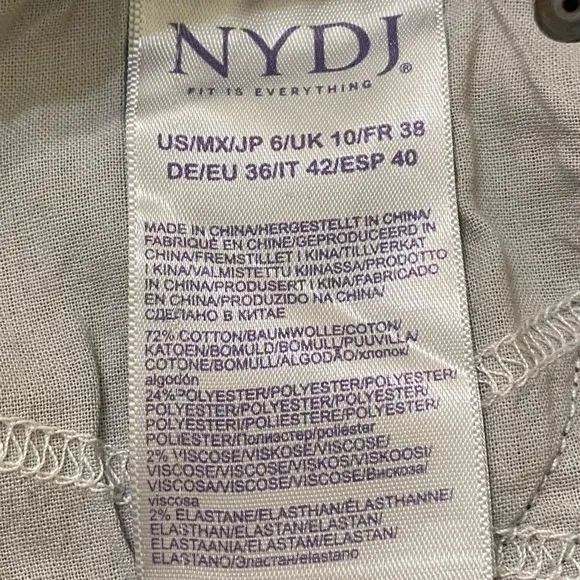 NYDJ®
FIT IS EVERYTHING
US/MX/JP 6/UK 10/FR 38
DE/EU 36/IT 42/ESP 40
MADE IN CHINA/HERGESTELLT IN CHINA/
FABRIQUÉ EN CHINE/GEPRODUCEERD IN
CHINA/FREMSTILLET I KINA/TILLVERKAT
I KINA/VALMISTETTU KIINASSA/PRODOTTO
IN CHINA/PRODUSERT I KINA/FABRICADO
EN CHINA/PRODUZIDO NA CHINA/
СДЕЛАНО В КИТАЕ
72% COTTON/BAUMWOLLE/COTON/
KATOEN/BOMULD/BOMULL/PUUVILLA/
COTONE/BOMULL/ALGODÃO/хлопок/
algodón
24% POLYESTER/POLYESTER/POLYESTER/
POLYESTER/POLYESTER/POLYESTER/
POLYESTERI/POLIESTERE/POLYESTER/
POLIÉSTER/Полиэстер/poliéster
2% VISCOSE/VISKOSE/VISCOSE/
VISCOSE/VISCOSE/VISKOS/VISKOOSI/
VISCOSA/VISCOSE/VISCOSE/Вискоза/
viscosa
2% ELASTANE/ELASTHAN/ÉLASTHANNE/
ELASTHAN/ELASTAN/ELASTAN/
ELASTAANIA/ELASTAM/ELASTAN/
ELASTANO/Эластан/elastano